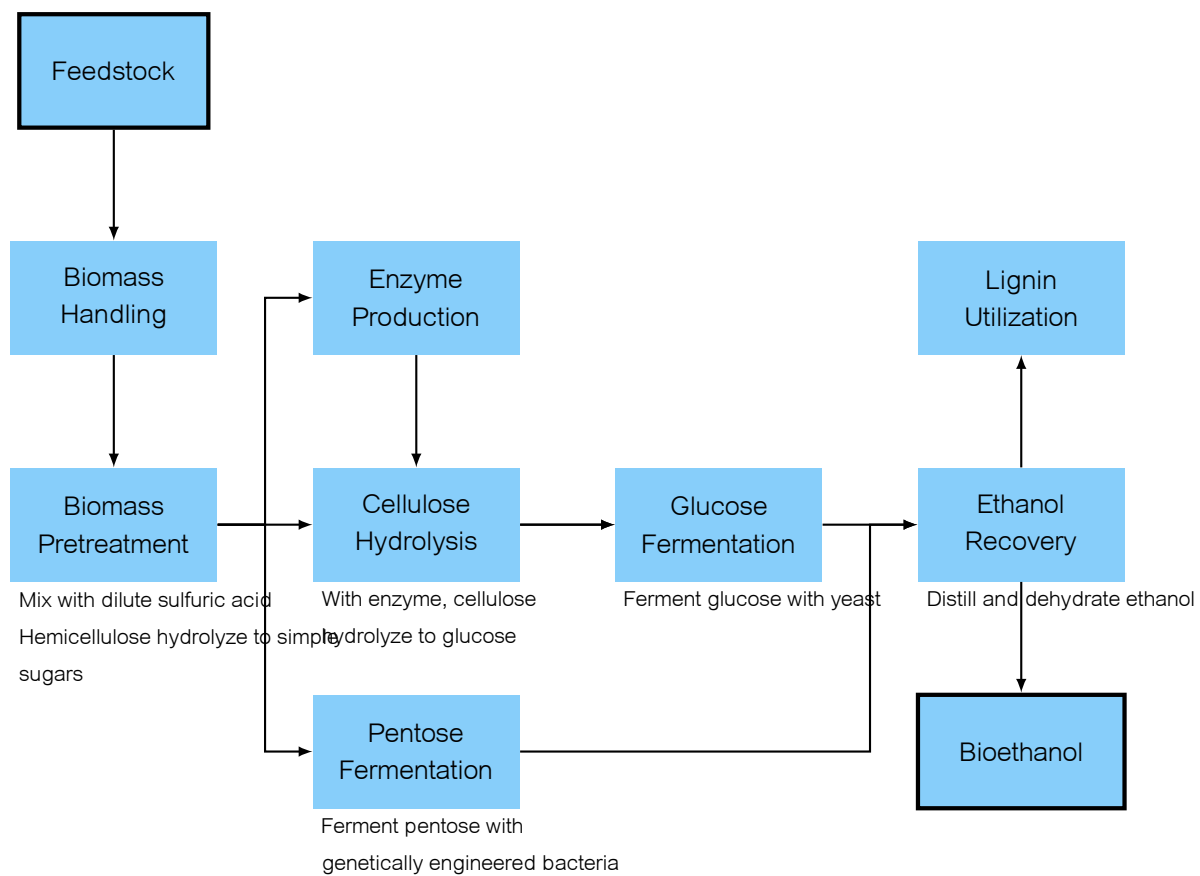 Feedstock
Biomass
Handling
Enzyme
Production
Lignin
Utilization
Biomass
Pretreatment
Cellulose
Hydrolysis
Glucose
Fermentation
Ethanol
Recovery
Mix with dilute sulfuric acid
Hemicellulose hydrolyze to simple
sugars
With enzyme, cellulose
hydrolyze to glucose
Ferment glucose with yeast
Distill and dehydrate ethanol
Pentose
Fermentation
Bioethanol
Ferment pentose with
genetically engineered bacteria